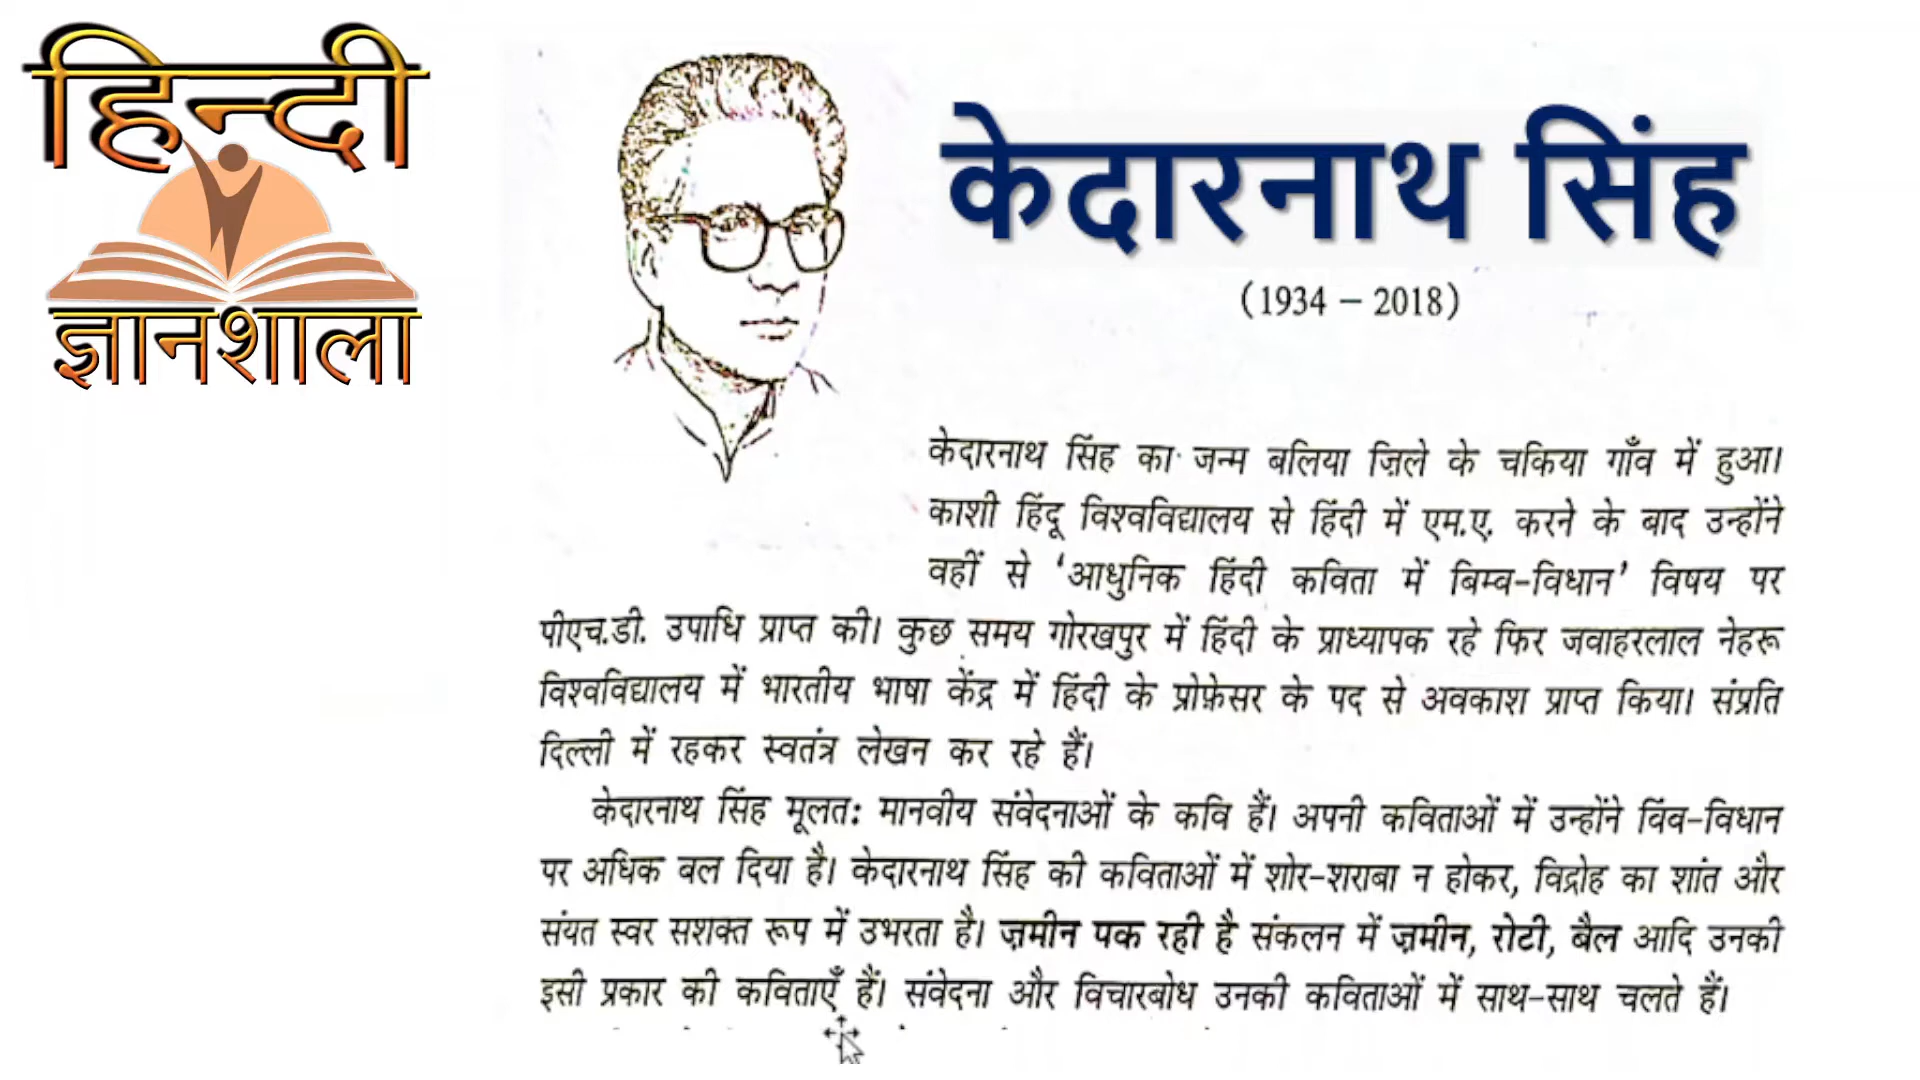 हिन्दी
ज्ञानशाला
केदारनाथ सिंह
(1934 – 2018)
केदारनाथ सिंह का जन्म बलिया ज़िले के चकिया गाँव में हुआ।
काशी हिंदू विश्वविद्यालय से हिंदी में एम.ए. करने के बाद उन्होंने
वहीं से ‘आधुनिक हिंदी कविता में बिम्ब-विधान’ विषय पर
पीएच.डी. उपाधि प्राप्त की। कुछ समय गोरखपुर में हिंदी के प्राध्यापक रहे फिर जवाहरलाल नेहरू
विश्वविद्यालय में भारतीय भाषा केंद्र में हिंदी के प्रोफ़ेसर के पद से अवकाश प्राप्त किया। संप्रति
दिल्ली में रहकर स्वतंत्र लेखन कर रहे हैं।
केदारनाथ सिंह मूलत: मानवीय संवेदनाओं के कवि हैं। अपनी कविताओं में उन्होंने बिंब-विधान
पर अधिक बल दिया है। केदारनाथ सिंह की कविताओं में शोर-शराबा न होकर, विद्रोह का शांत और
संयत स्वर सशक्त रूप में उभरता है। ज़मीन पक रही है संकलन में ज़मीन, रोटी, बैल आदि उनकी
इसी प्रकार की कविताएँ हैं। संवेदना और विचारबोध उनकी कविताओं में साथ-साथ चलते हैं।